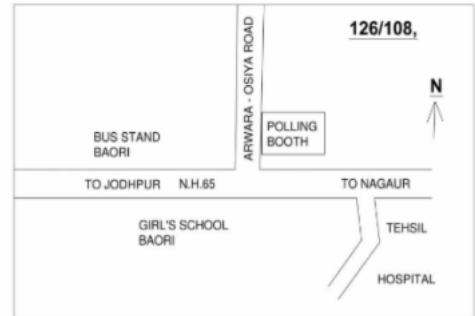 126/108,
N
ARWARA - OSIYA ROAD
POLLING
BOOTH
BUS STAND
BAORI
TO JODHPUR N.H.65 TO NAGAUR
GIRL'S SCHOOL
BAORI
TEHSIL
HOSPITAL